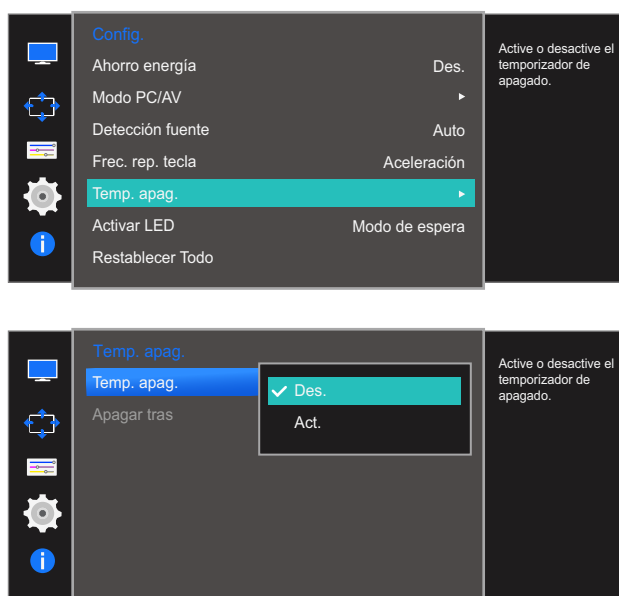 Config.
Ahorro energía Des.
Modo PC/AV
Detección fuente Auto
Frec. rep. tecla Aceleración
Temp. apag.
Activar LED Modo de espera
Restablecer Todo
Active o desactive el
temporizador de
apagado.
Temp. apag.
Temp. apag. Des.
Apagar tras Act.
Active o desactive el
temporizador de
apagado.